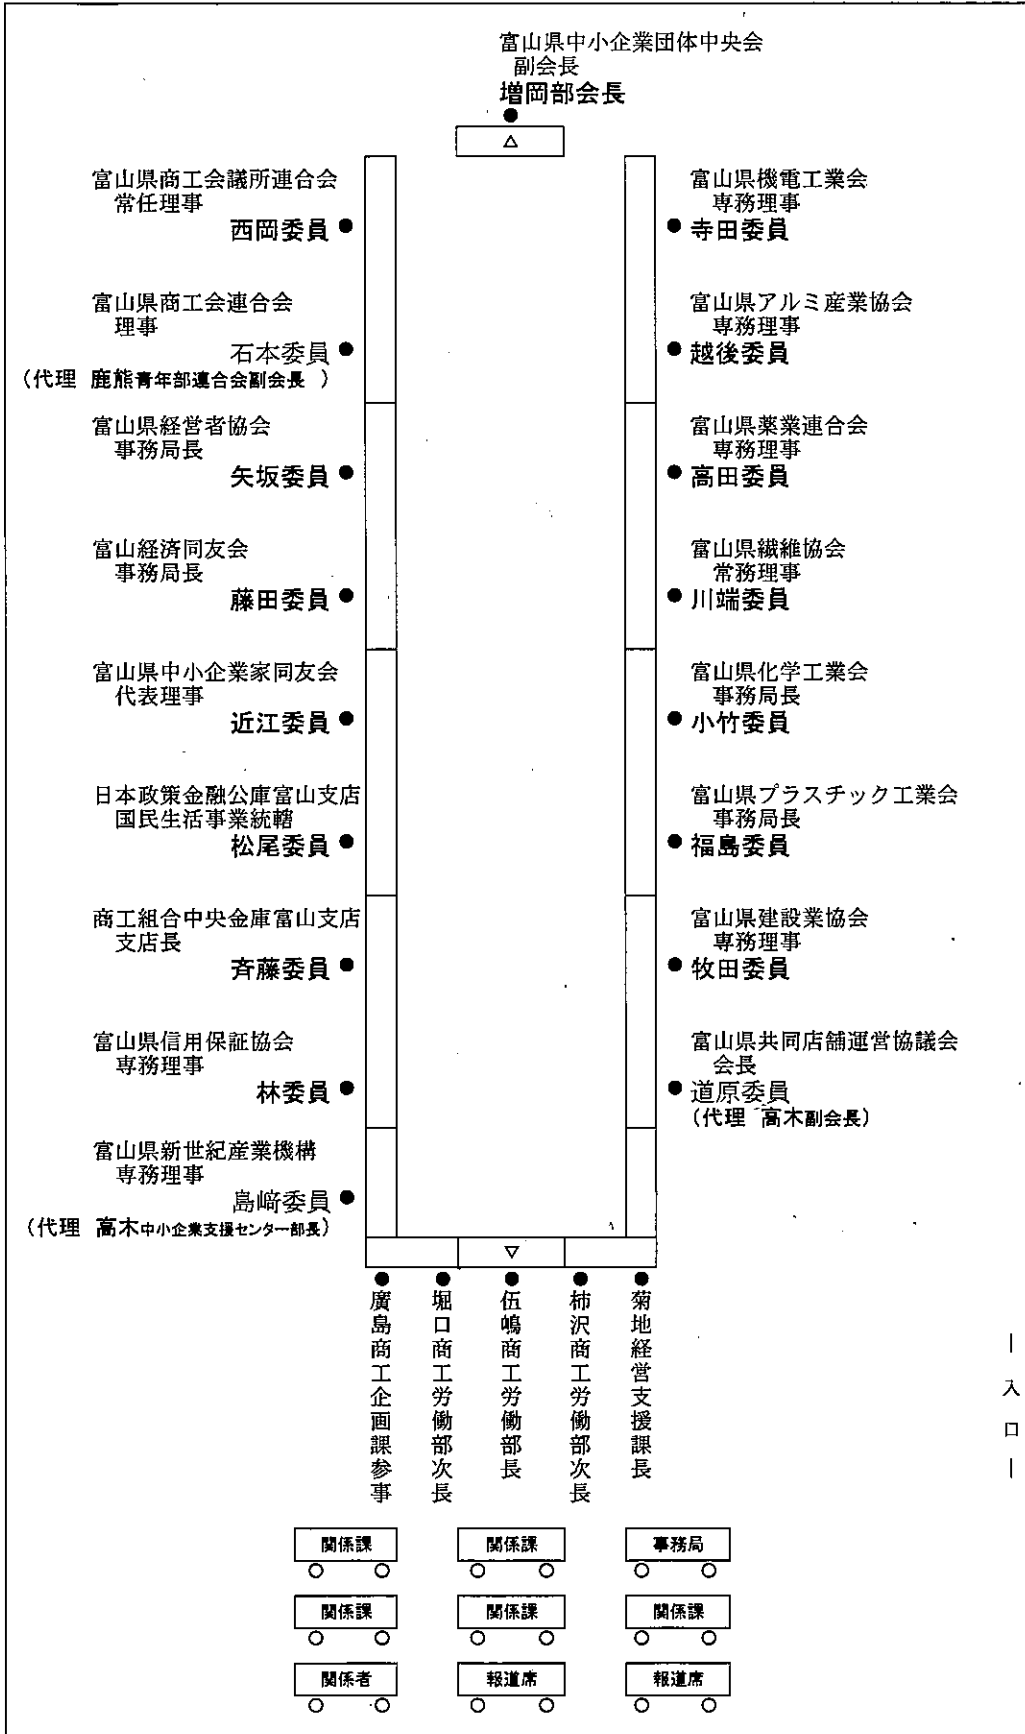 富山県中小企業団体中央会
副会長
増岡部会長
△
富山県商工会議所連合会
常任理事
西岡委員
富山県商工会連合会
理事
石本委員
(代理 鹿熊青年部連合会副会長 )
富山県経営者協会
事務局長
矢坂委員
富山経済同友会
事務局長
藤田委員
富山県中小企業家同友会
代表理事
近江委員
日本政策金融公庫富山支店
国民生活事業統轄
松尾委員
商工組合中央金庫富山支店
支店長
斉藤委員
富山県信用保証協会
専務理事
林委員
富山県新世紀産業機構
専務理事
島﨑委員
(代理 高木中小企業支援センター部長)
富山県機電工業会
専務理事
寺田委員
富山県アルミ産業協会
専務理事
越後委員
富山県薬業連合会
専務理事
高田委員
富山県繊維協会
常務理事
川端委員
富山県化学工業会
事務局長
小竹委員
富山県プラスチック工業会
事務局長
福島委員
富山県建設業協会
専務理事
牧田委員
富山県共同店舗運営協議会
会長
道原委員
(代理 高木副会長)
▽
廣島商工企画課参事
堀口商工労働部次長
伍嶋商工労働部長
柿沢商工労働部次長
菊地経営支援課長
|入口|
関係課 関係課 事務局
関係課 関係課 関係課
関係者 報道席 報道席